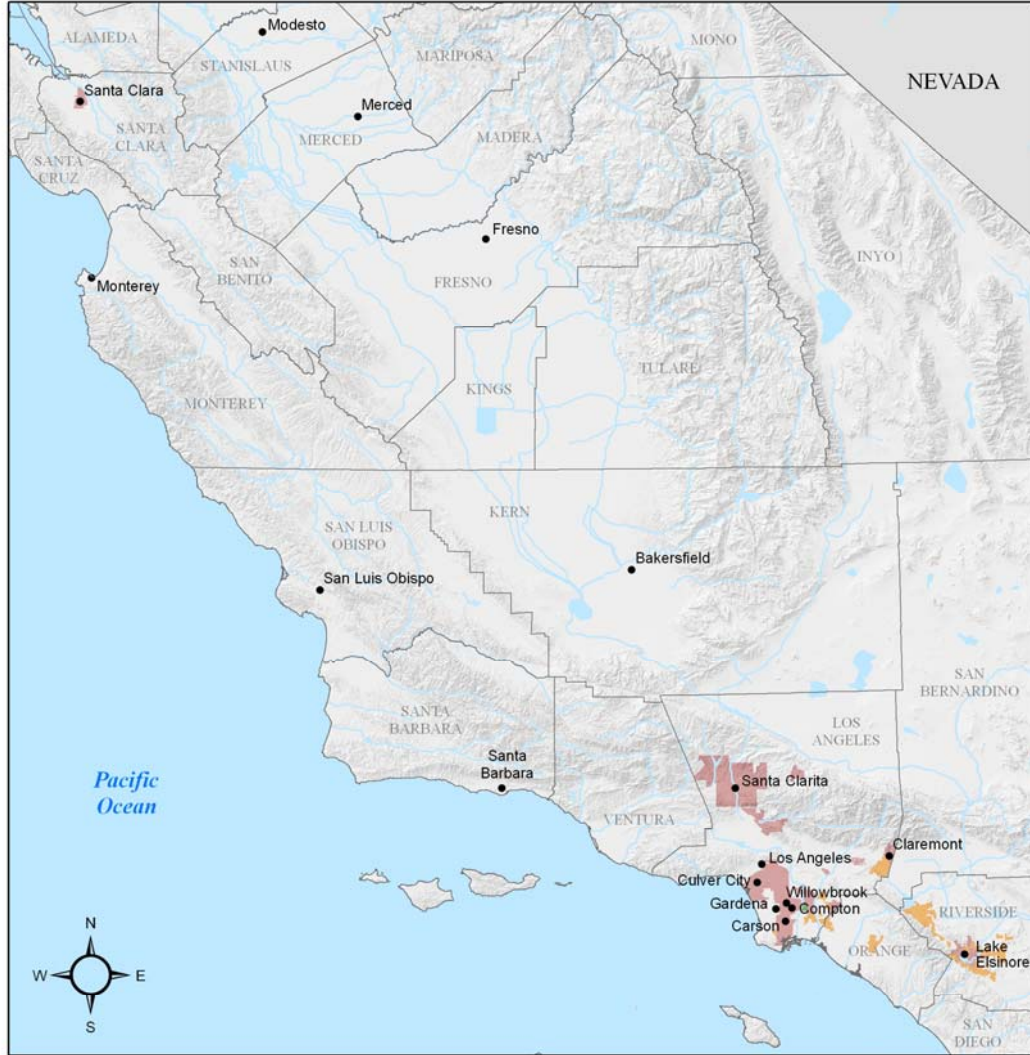 Modesto
ALAMEDA
STANISLAUS
MARIPOSA
MONO
NEVADA
Santa Clara
Merced
SANTA
CLARA
MERCED
MADERA
SANTA
CRUZ
Fresno
SAN
BENITO
INYO
Monterey
FRESNO
TULARE
KINGS
MONTEREY
KERN
SAN LUIS
OBISPO
Bakersfield
San Luis Obispo
SAN
BERNARDINO
SANTA
BARBARA
LOS
ANGELES
Santa
Barbara
Santa Clarita
Pacific
Ocean
VENTURA
Claremont
Los Angeles
Culver City
Willowbrook
Gardena
Compton
RIVERSIDE
Carson
ORANGE
Lake
Elsinore
N
W
E
S
SAN
DIEGO